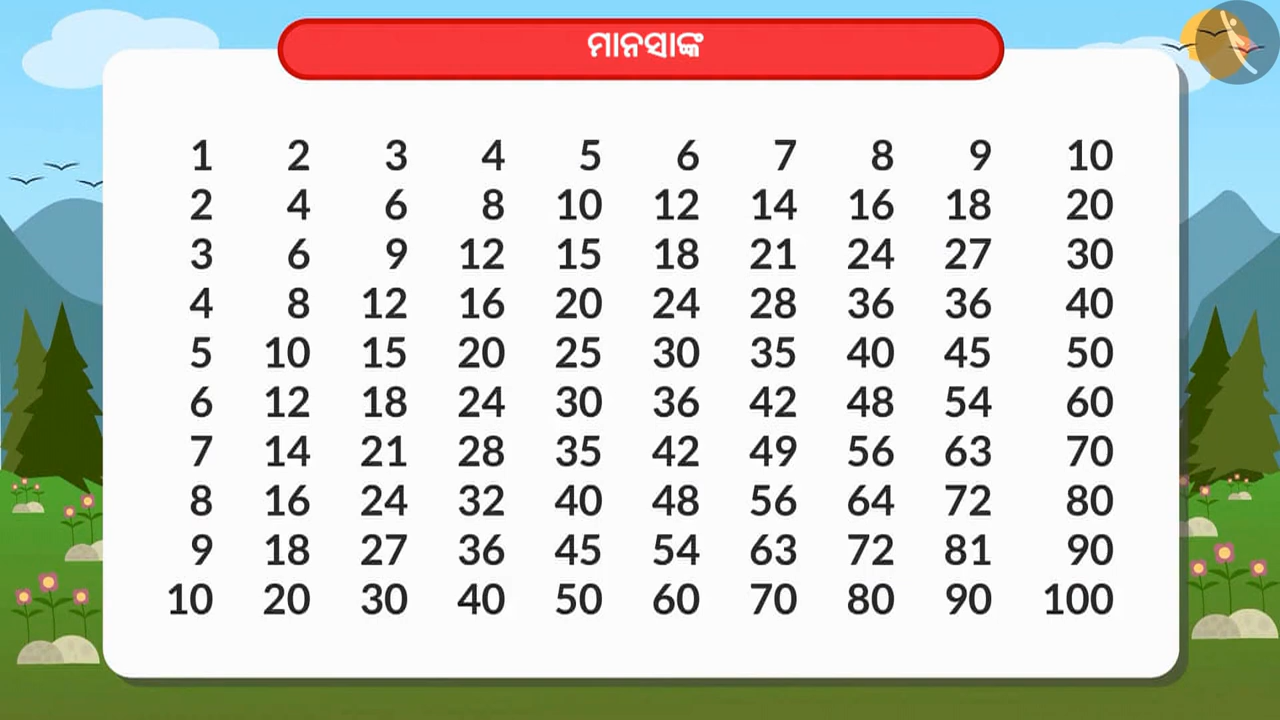 ମାନସାଙ୍କ
1 2 3 4 5 6 7 8 9 10
2 4 6 8 10 12 14 16 18 20
3 6 9 12 15 18 21 24 27 30
4 8 12 16 20 24 28 36 36 40
5 10 15 20 25 30 35 40 45 50
6 12 18 24 30 36 42 48 54 60
7 14 21 28 35 42 49 56 63 70
8 16 24 32 40 48 56 64 72 80
9 18 27 36 45 54 63 72 81 90
10 20 30 40 50 60 70 80 90 100